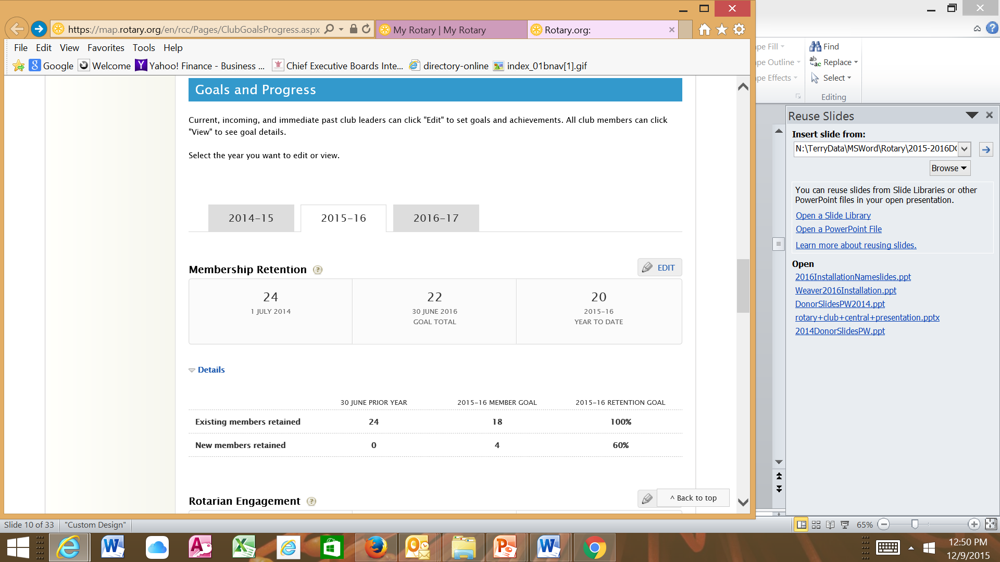 https://map.rotary.org/en/rcc/Pages/ClubGoalsProgress.aspx
My Rotary | My Rotary
Rotary.org:
File Edit View Favorites Tools Help
Google Welcome Yahoo! Finance - Business ... Chief Executive Boards Inte... directory-online index_01bnav[1].gif
Goals and Progress
Current, incoming, and immediate past club leaders can click "Edit" to set goals and achievements. All club members can click
"View" to see goal details.
Select the year you want to edit or view.
2014-15 2015-16 2016-17
Membership Retention ?
EDIT
24 22 20
1 JULY 2014 30 JUNE 2016 2015-16
GOAL TOTAL YEAR TO DATE
Details
30 JUNE PRIOR YEAR 2015-16 MEMBER GOAL 2015-16 RETENTION GOAL
Existing members retained 24 18 100%
New members retained 0 4 60%
Rotarian Engagement ?
^ Back to top
Fill
Outline
Effects
Find
Replace
Select
Editing
Reuse Slides
Insert slide from:
N:\TerryData\MSWord\Rotary\2015-2016D
Browse
You can reuse slides from Slide Libraries or other
PowerPoint files in your open presentation.
Open a Slide Library
Open a PowerPoint File
Learn more about reusing slides.
Open
2016InstallationNameslides.ppt
Weaver2016Installation.ppt
DonorSlidesPW2014.ppt
rotary+club+central+presentation.pptx
2014DonorSlidesPW.ppt
Slide 10 of 33 "Custom Design" 65%
12:50 PM
12/9/2015